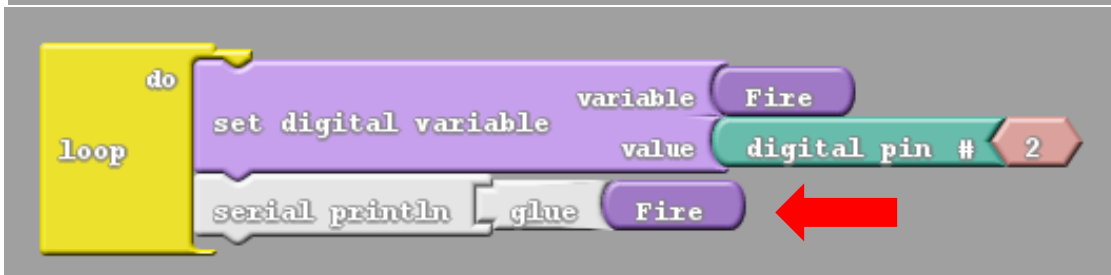 do
variable Fire
set digital variable
loop
value digital pin # 2
serial println glue Fire